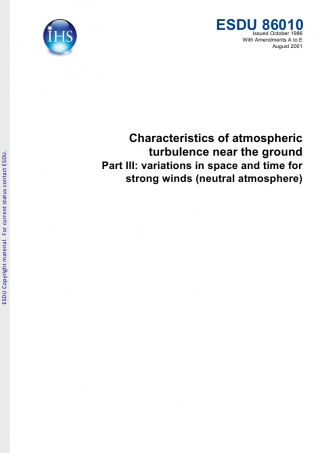 IHS
ESDU 86010
Issued October 1986
With Amendments A to E
August 2001
Characteristics of atmospheric
turbulence near the ground
Part III: variations in space and time for
strong winds (neutral atmosphere)
ESDU Copyright material. For current status contact ESDU.